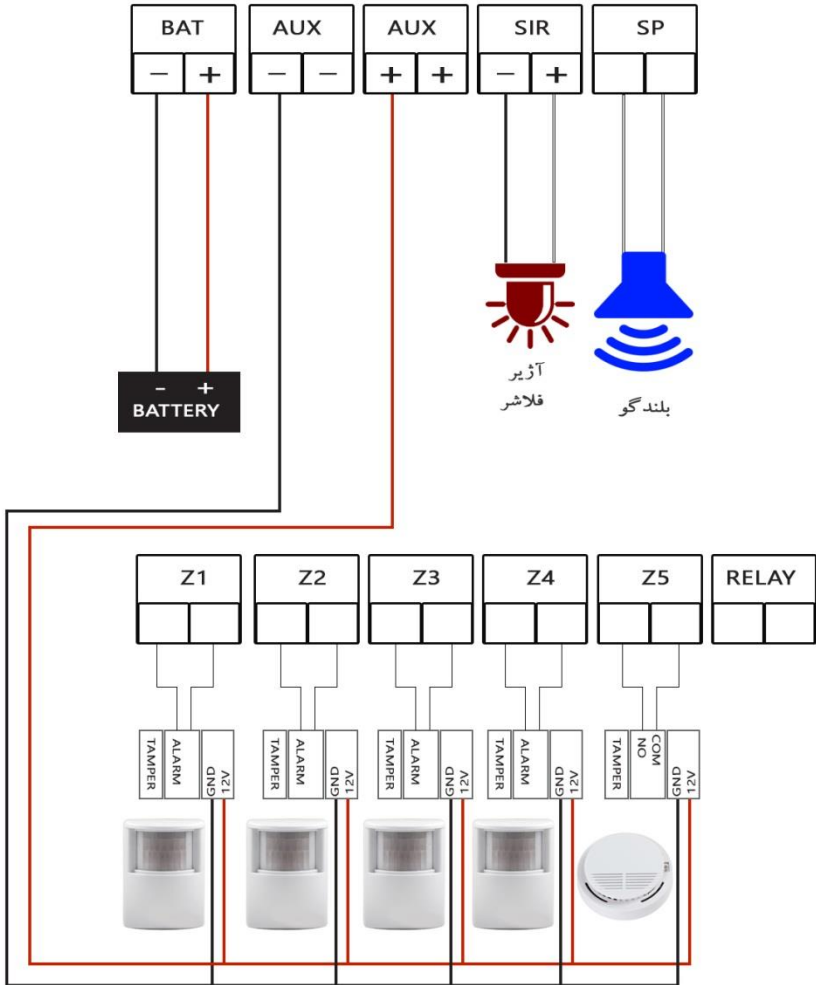 BAT AUX AUX SIR SP
− + − − + + − +
- +
BATTERY
آژیر
فلاشر
بلندگو
Z1 Z2 Z3 Z4 Z5 RELAY
TAMPER ALARM GND 12V
TAMPER ALARM GND 12V
TAMPER ALARM GND 12V
TAMPER ALARM GND 12V
TAMPER NO COM GND 12V